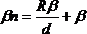 βn = Rβ/d + β